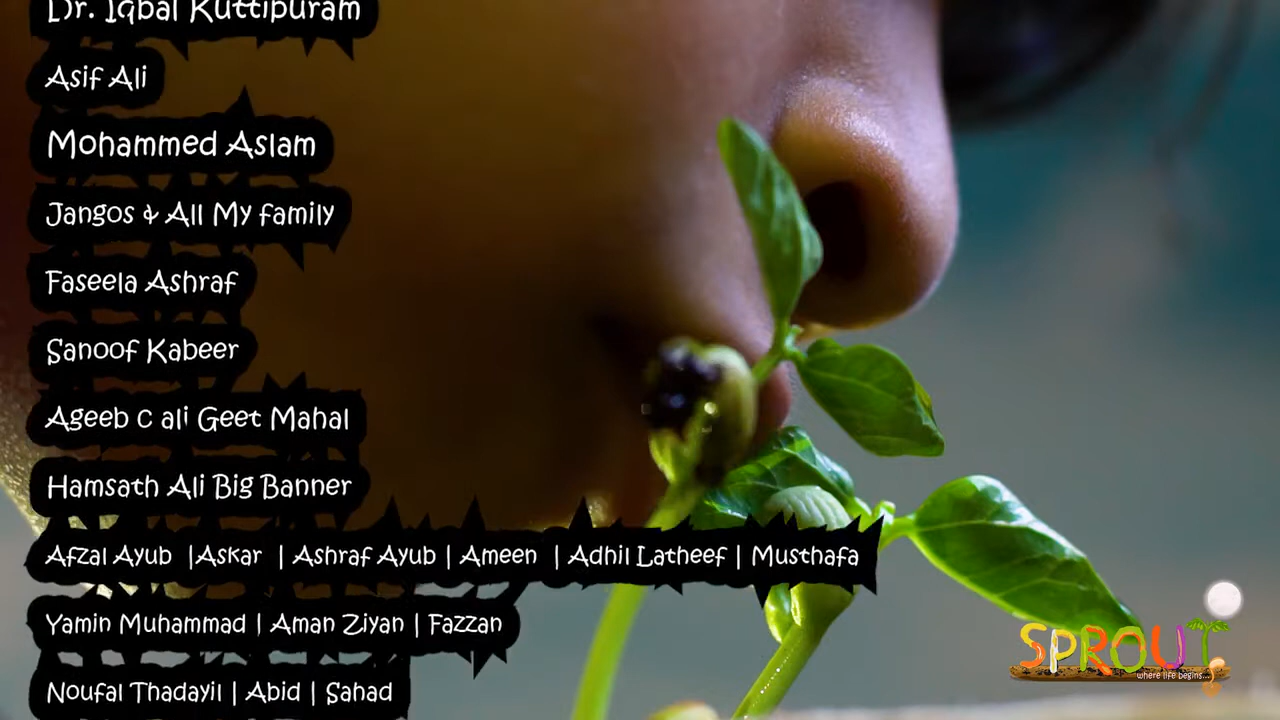 Dr. Iqbal Kuttipuram
Asif Ali
Mohammed Aslam
Jangos & All My family
Faseela Ashraf
Sanoof Kabeer
Ageeb c ali Geet Mahal
Hamsath Ali Big Banner
Afzal Ayub | Askar | Ashraf Ayub | Ameen | Adhil Latheef | Musthafa
Yamin Muhammad | Aman Ziyan | Fazzan
Noufal Thadayil | Abid | Sahad
SPROUT
where life begins...